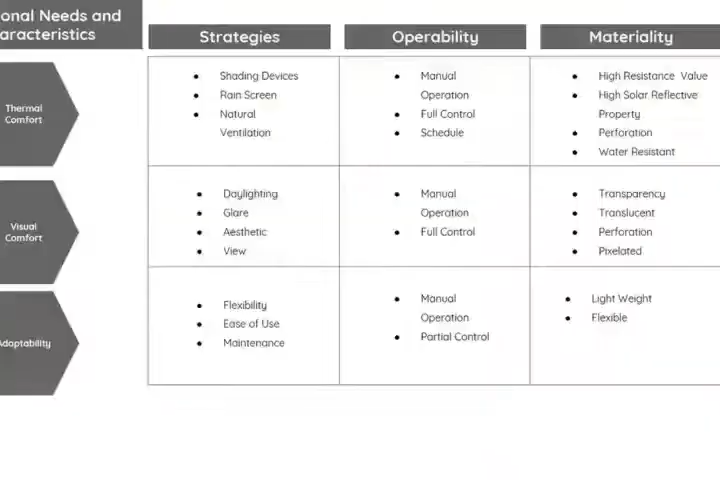 onal Needs and
aracteristics
Strategies
Operability
Materiality
Thermal
Comfort
● Shading Devices
● Rain Screen
● Natural
Ventilation
● Manual
Operation
● Full Control
● Schedule
● High Resistance Value
● High Solar Reflective
Property
● Perforation
● Water Resistant
Visual
Comfort
● Daylighting
● Glare
● Aesthetic
● View
● Manual
Operation
● Full Control
● Transparency
● Translucent
● Perforation
● Pixelated
Adaptability
● Flexibility
● Ease of Use
● Maintenance
● Manual
Operation
● Partial Control
● Light Weight
● Flexible